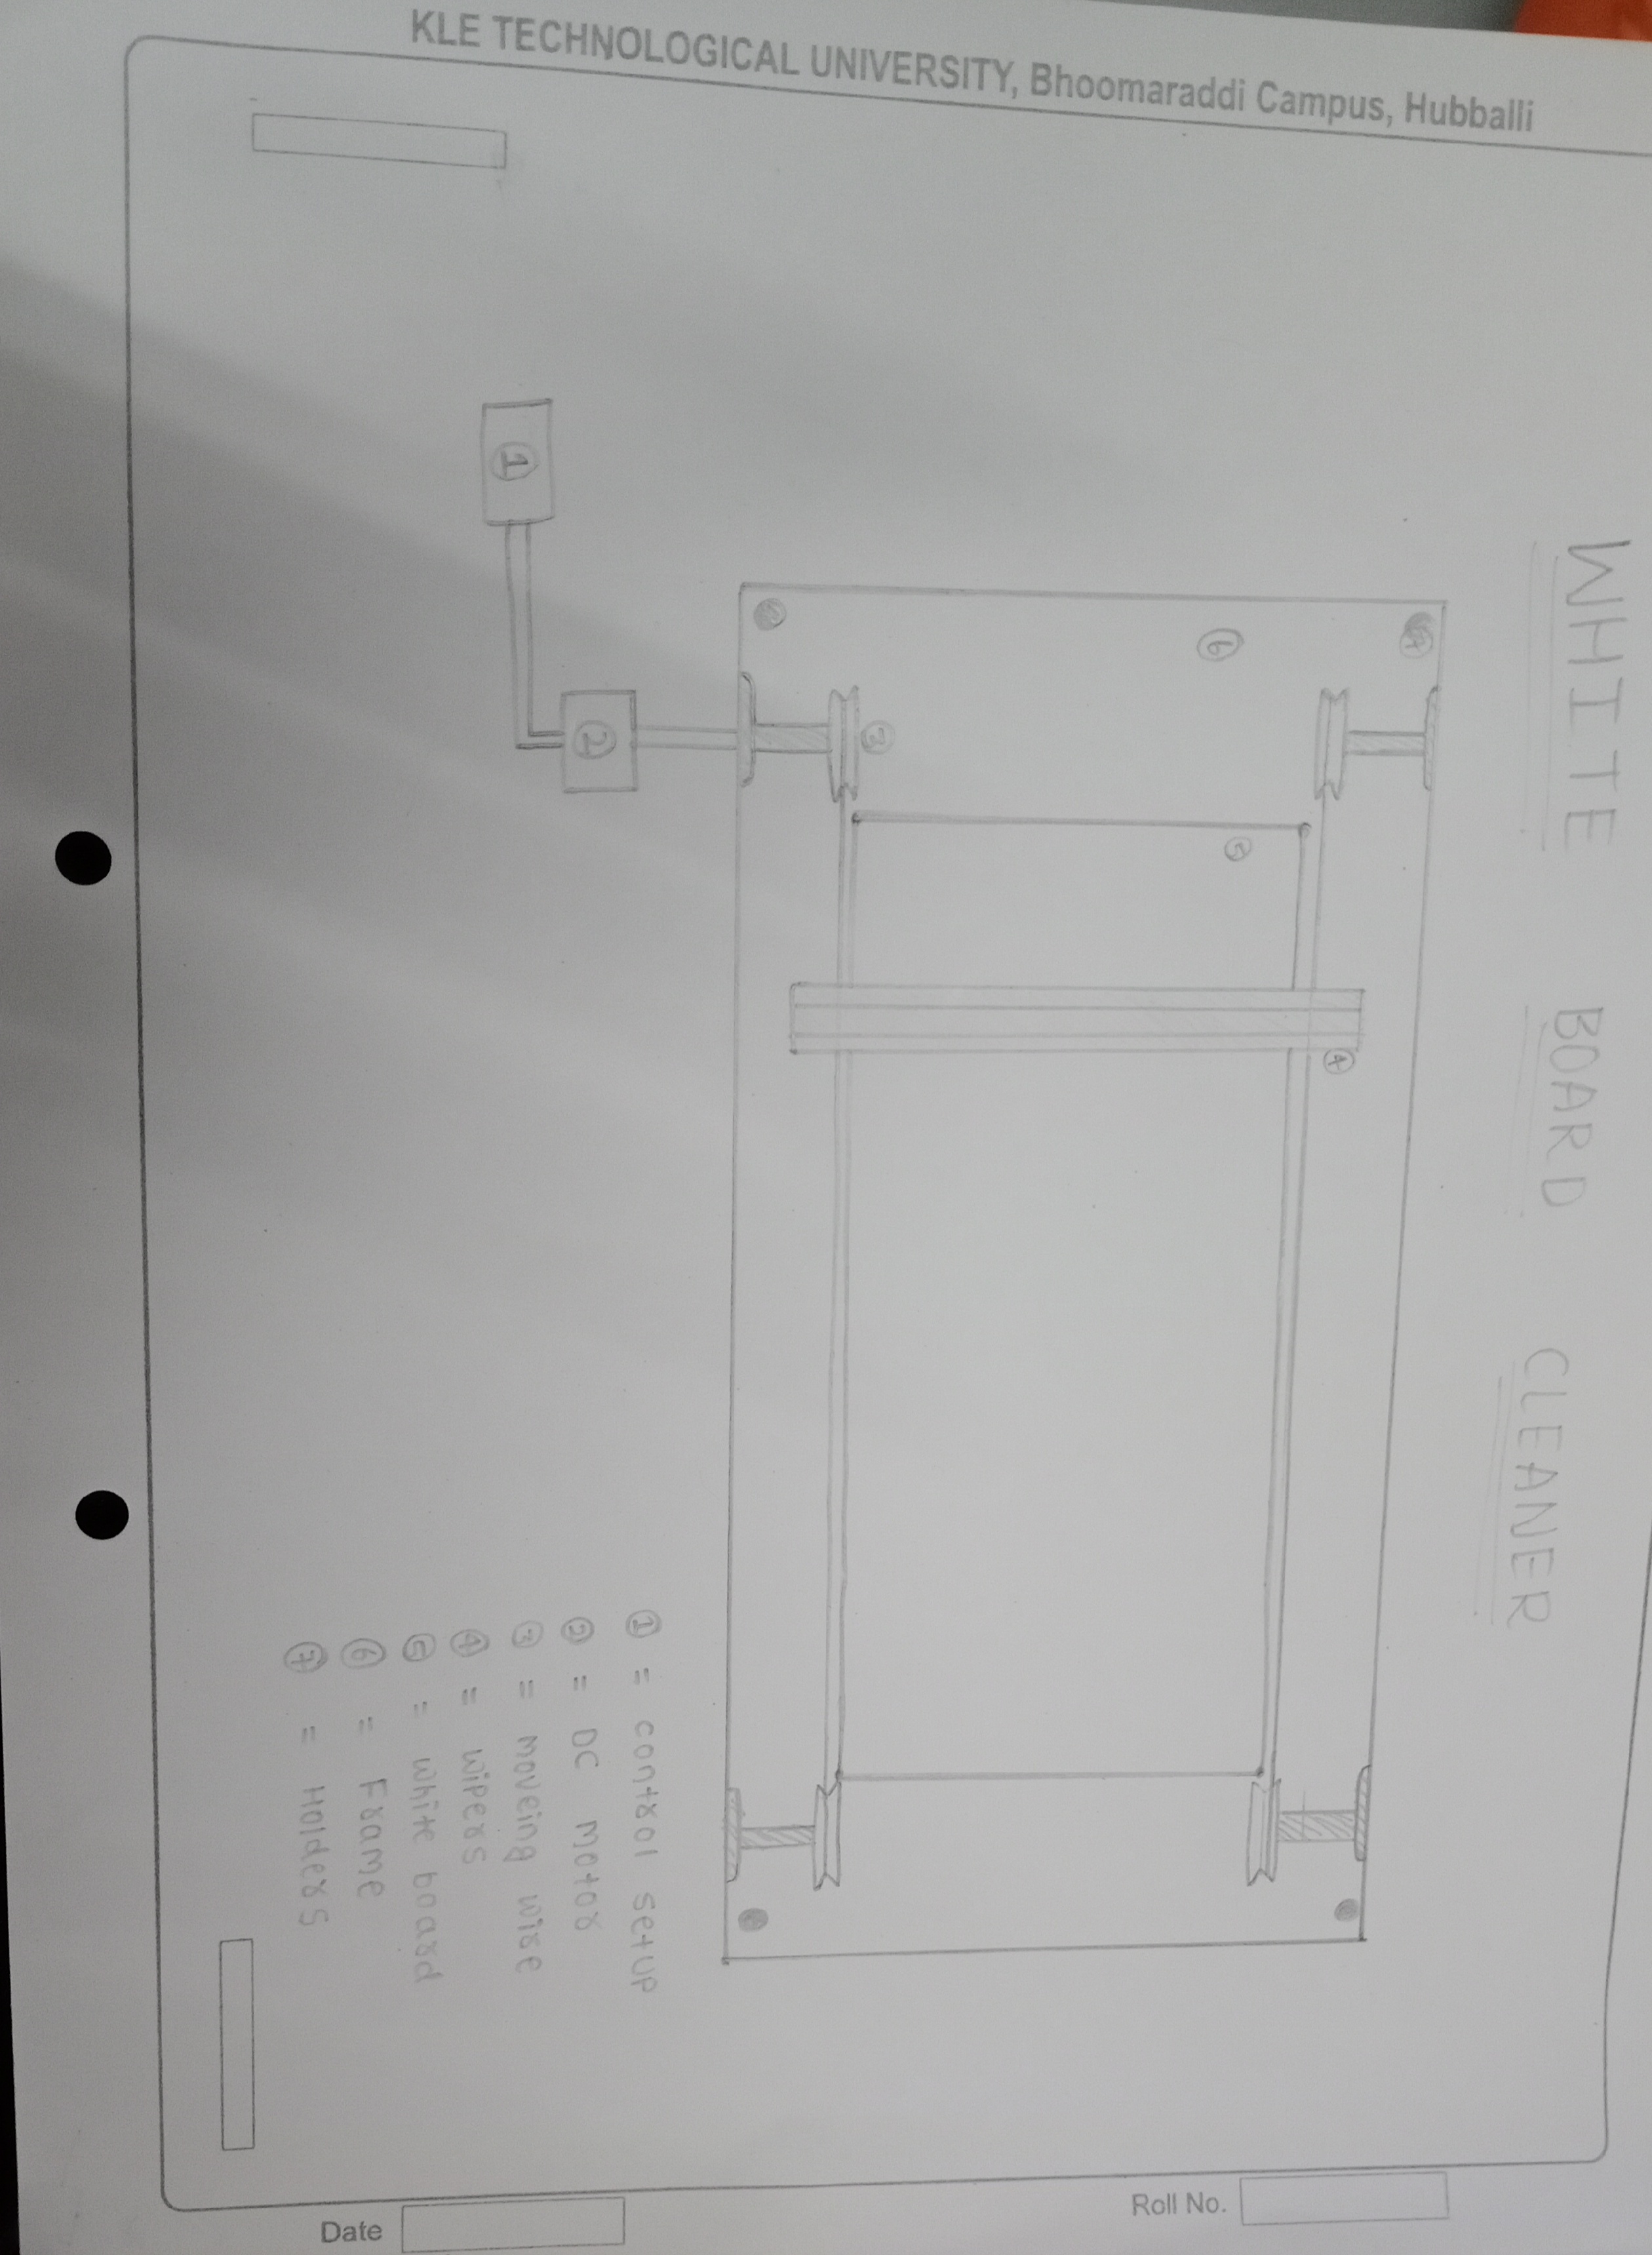 KLE TECHNOLOGICAL UNIVERSITY, Bhoomaraddi Campus, Hubballi
WHITE BOARD CLEANER
7
6
5
4
3
2
1
1 = control setup
2 = DC motor
3 = moveing wire
4 = wipers
5 = white board
6 = Frame
7 = Holders
Roll No.
Date